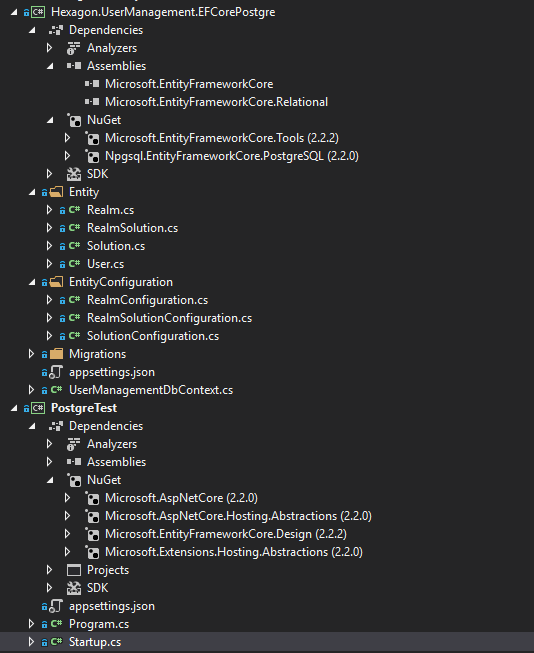 C# Hexagon.UserManagement.EFCorePostgre
Dependencies
Analyzers
Assemblies
Microsoft.EntityFrameworkCore
Microsoft.EntityFrameworkCore.Relational
NuGet
Microsoft.EntityFrameworkCore.Tools (2.2.2)
Npgsql.EntityFrameworkCore.PostgreSQL (2.2.0)
SDK
Entity
C# Realm.cs
C# RealmSolution.cs
C# Solution.cs
C# User.cs
EntityConfiguration
C# RealmConfiguration.cs
C# RealmSolutionConfiguration.cs
C# SolutionConfiguration.cs
Migrations
appsettings.json
C# UserManagementDbContext.cs
C# PostgreTest
Dependencies
Analyzers
Assemblies
NuGet
Microsoft.AspNetCore (2.2.0)
Microsoft.AspNetCore.Hosting.Abstractions (2.2.0)
Microsoft.EntityFrameworkCore.Design (2.2.2)
Microsoft.Extensions.Hosting.Abstractions (2.2.0)
Projects
SDK
appsettings.json
C# Program.cs
C# Startup.cs